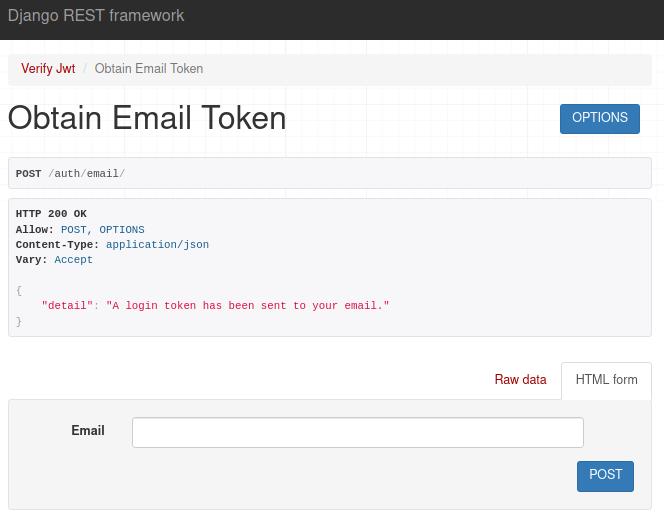 Django REST framework
Verify Jwt / Obtain Email Token
Obtain Email Token
OPTIONS
POST /auth/email/
HTTP 200 OK
Allow: POST, OPTIONS
Content-Type: application/json
Vary: Accept
{
"detail": "A login token has been sent to your email."
}
Raw data
HTML form
Email
POST